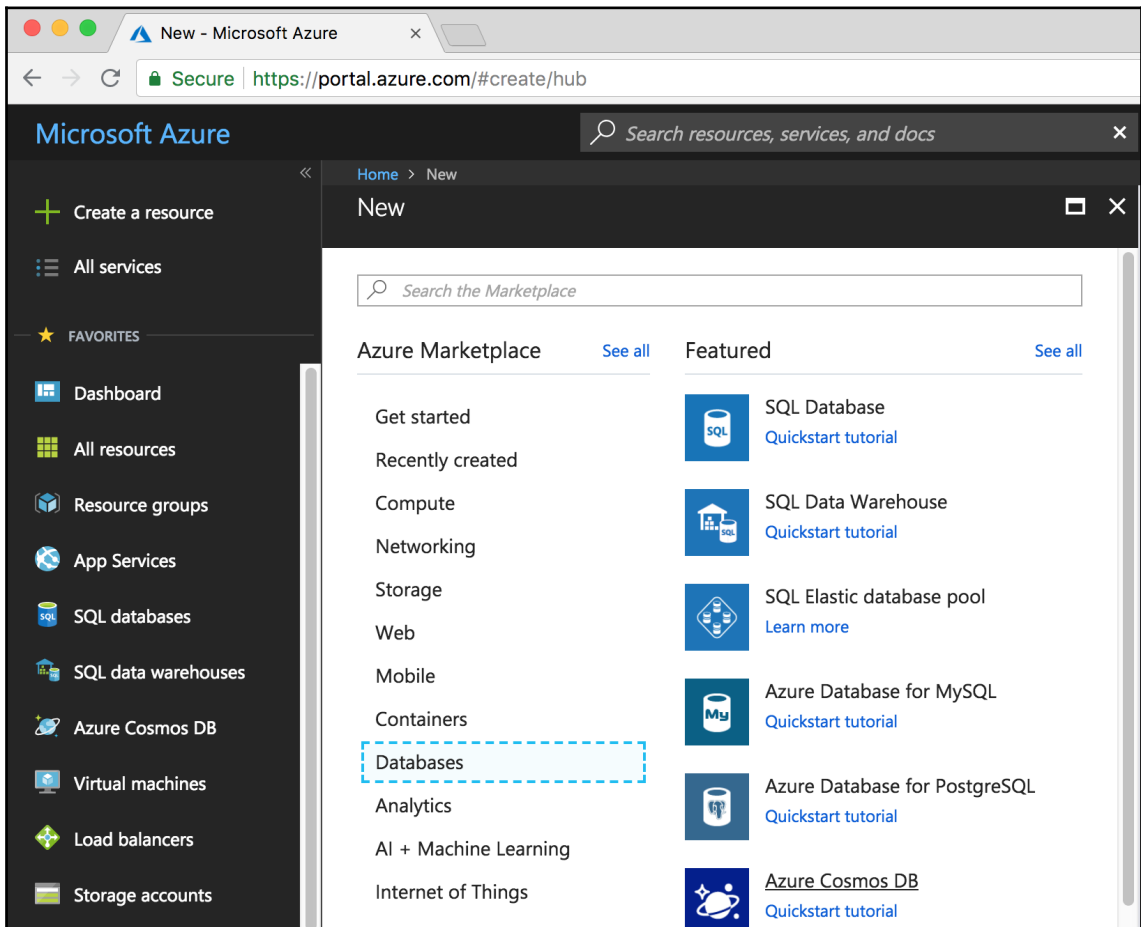 New - Microsoft Azure
Secure https://portal.azure.com/#create/hub
Microsoft Azure
Search resources, services, and docs
Create a resource
All services
FAVORITES
Dashboard
All resources
Resource groups
App Services
SQL databases
SQL data warehouses
Azure Cosmos DB
Virtual machines
Load balancers
Storage accounts
Home > New
New
Search the Marketplace
Azure Marketplace See all
Get started
Recently created
Compute
Networking
Storage
Web
Mobile
Containers
Databases
Analytics
AI + Machine Learning
Internet of Things
Featured See all
SQL
SQL Database
Quickstart tutorial
SQL
SQL Data Warehouse
Quickstart tutorial
SQL Elastic database pool
Learn more
My
Azure Database for MySQL
Quickstart tutorial
Azure Database for PostgreSQL
Quickstart tutorial
Azure Cosmos DB
Quickstart tutorial